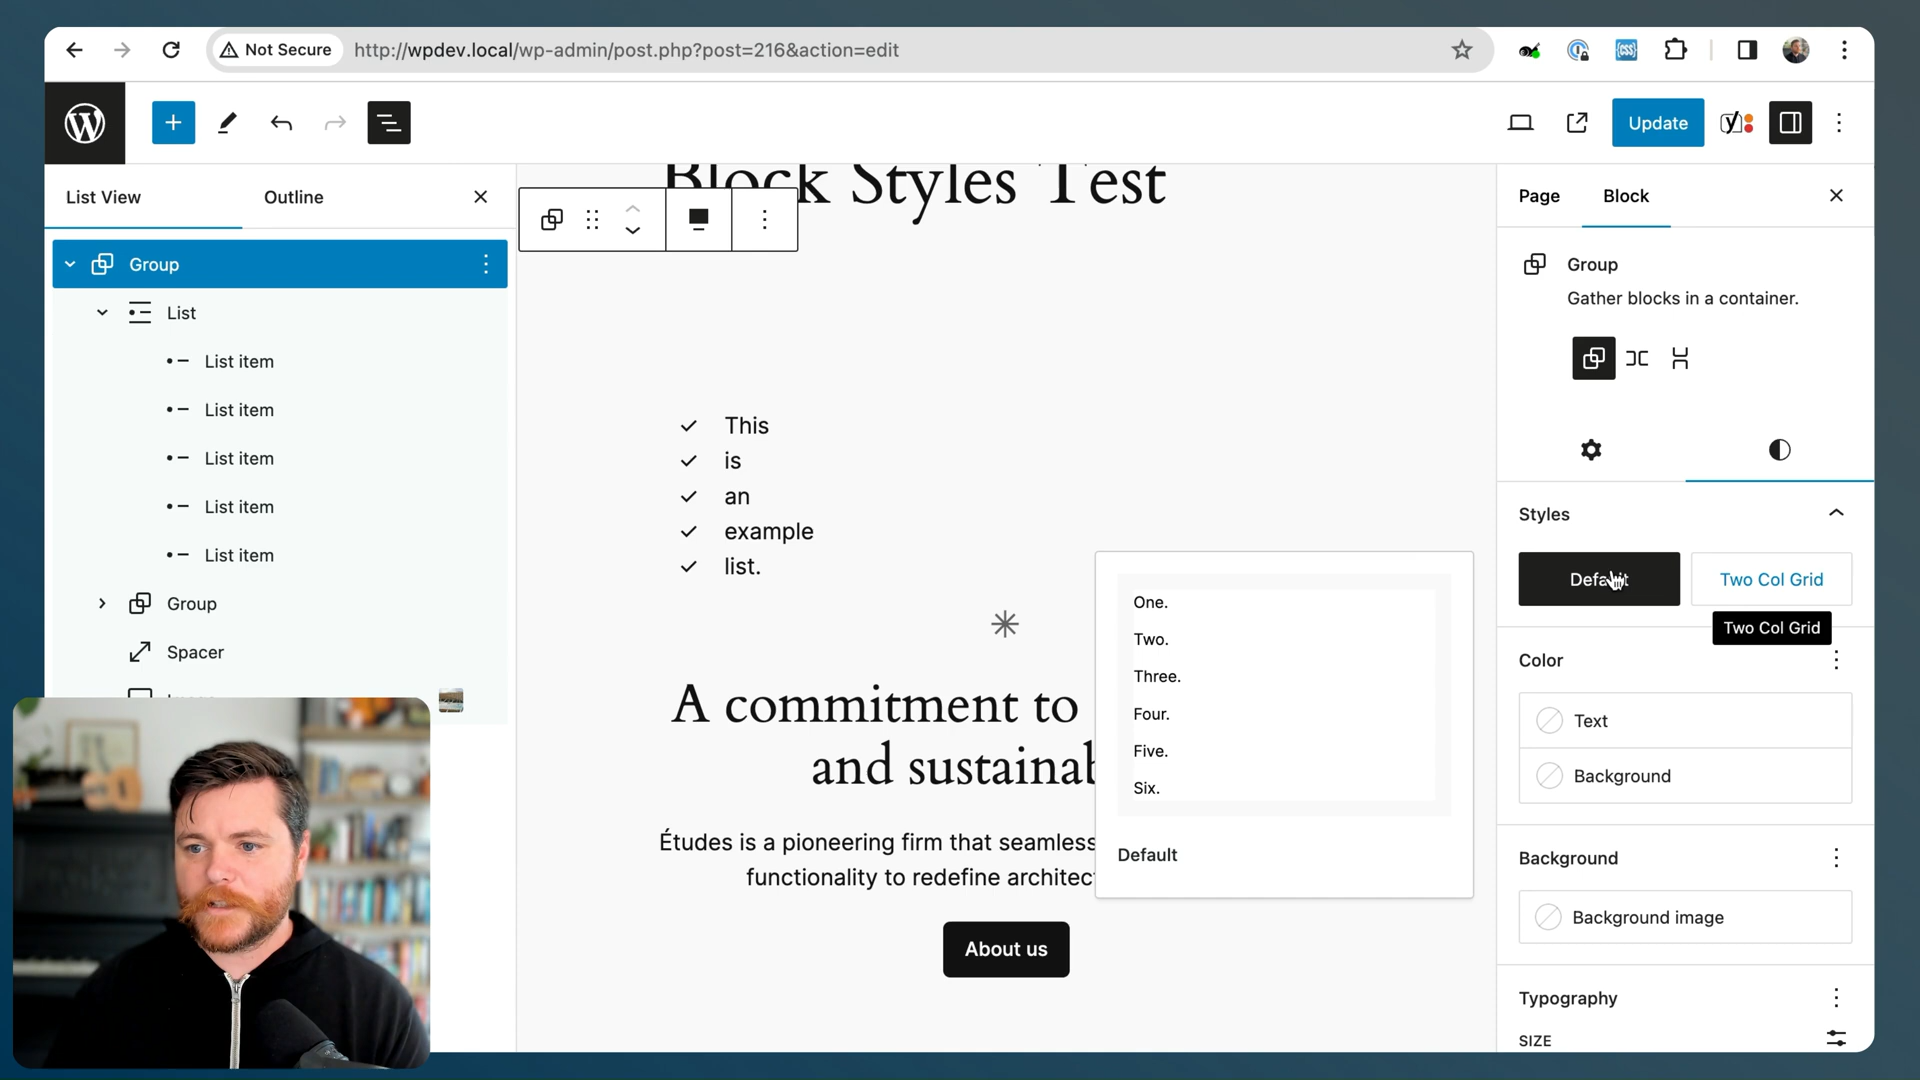 Not Secure
http://wpdev.local/wp-admin/post.php?post=216&action=edit
Update
List View
Outline
Group
List
List item
List item
List item
List item
List item
Group
Spacer
Block Styles Test
This
is
an
example
list.
A commitment to
and sustainab
Études is a pioneering firm that seamless
functionality to redefine architec
About us
One.
Two.
Three.
Four.
Five.
Six.
Default
Page
Block
Group
Gather blocks in a container.
Styles
Default
Two Col Grid
Two Col Grid
Color
Text
Background
Background
Background image
Typography
SIZE